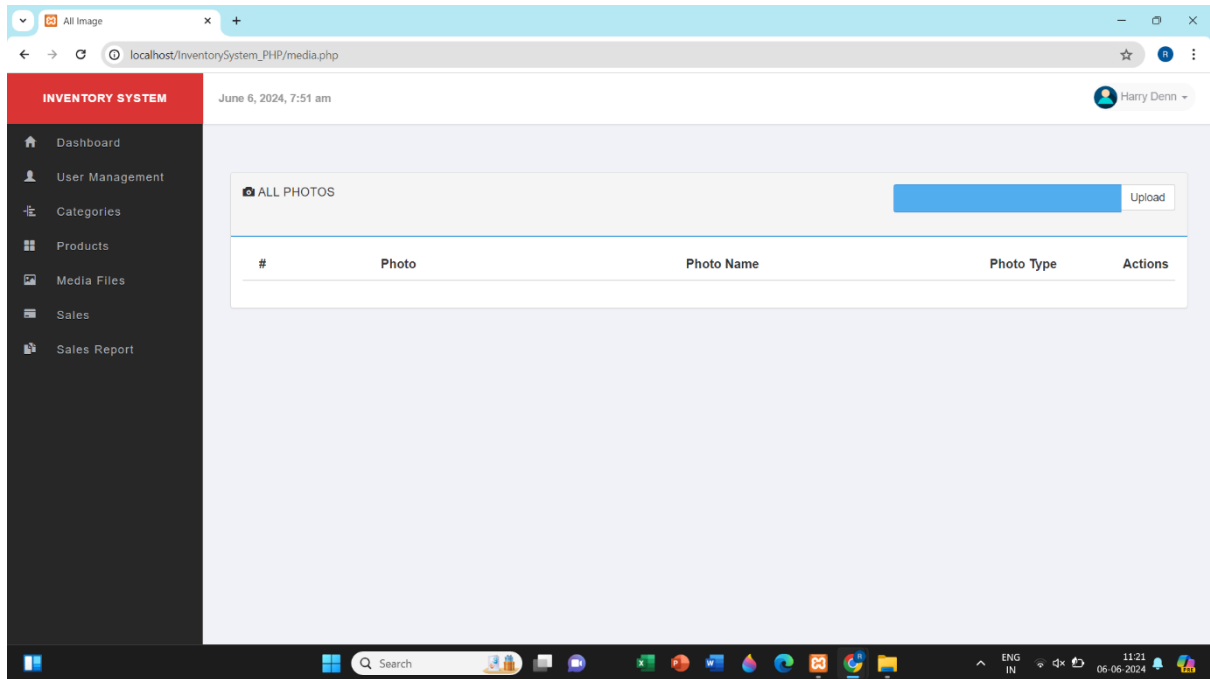 All Image
localhost/InventorySystem_PHP/media.php
R
INVENTORY SYSTEM
June 6, 2024, 7:51 am
Harry Denn
Dashboard
User Management
Categories
Products
Media Files
Sales
Sales Report
ALL PHOTOS
Upload
# Photo Photo Name Photo Type Actions
Search
ENG
IN
11:21
06-06-2024
PRE